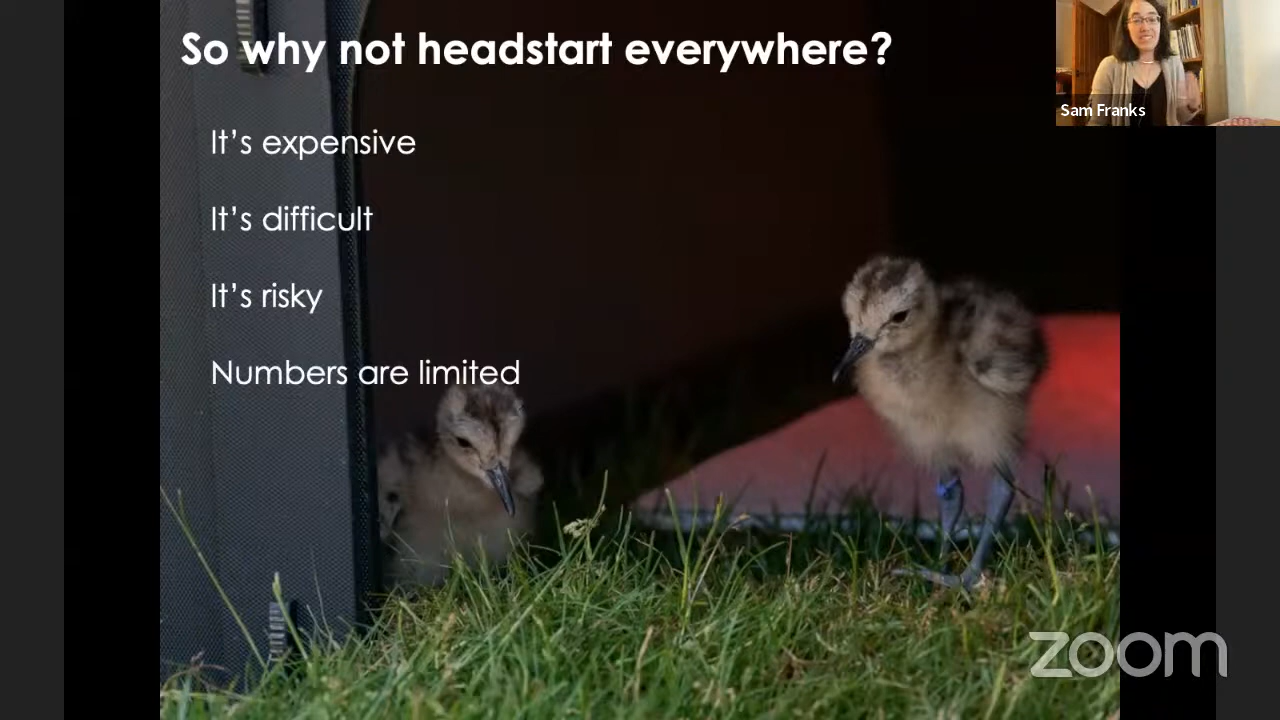 So why not headstart everywhere?
Sam Franks
It's expensive
It's difficult
It's risky
Numbers are limited
zoom